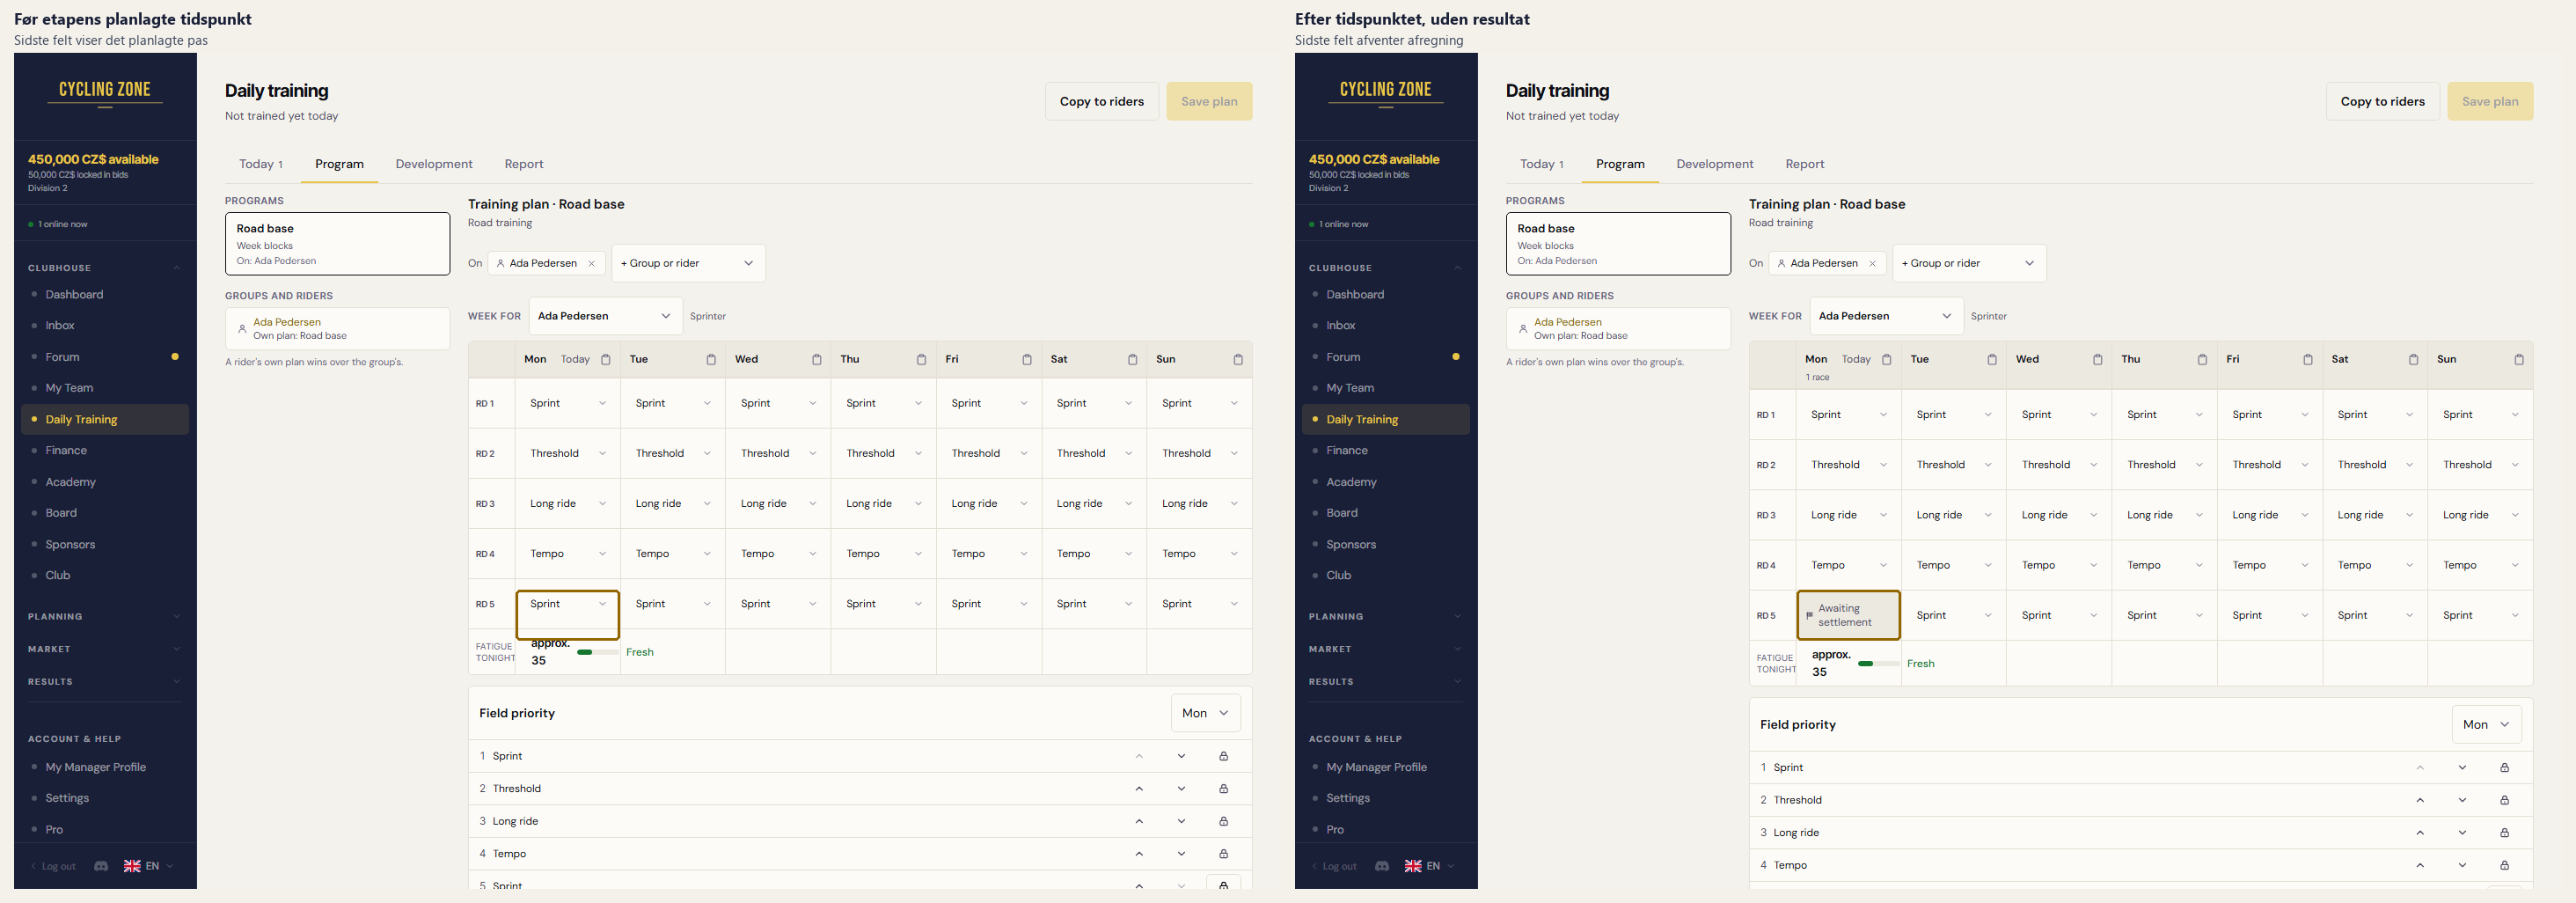 Før etapens planlagte tidspunkt
Sidste felt viser det planlagte pas
CYCLING ZONE
450,000 CZ$ available
50,000 CZ$ locked in bids
Division 2
1 online now
CLUBHOUSE
Dashboard
Inbox
Forum
My Team
Daily Training
Finance
Academy
Board
Sponsors
Club
PLANNING
MARKET
RESULTS
ACCOUNT & HELP
My Manager Profile
Settings
Pro
Log out EN
Daily training
Not trained yet today
Copy to riders Save plan
Today 1 Program Development Report
PROGRAMS
Road base
Week blocks
On: Ada Pedersen
GROUPS AND RIDERS
Ada Pedersen
Own plan: Road base
A rider's own plan wins over the group's.
Training plan · Road base
Road training
On Ada Pedersen × + Group or rider
WEEK FOR Ada Pedersen Sprinter
Mon Today Tue Wed Thu Fri Sat Sun
RD 1 Sprint Sprint Sprint Sprint Sprint Sprint Sprint
RD 2 Threshold Threshold Threshold Threshold Threshold Threshold Threshold
RD 3 Long ride Long ride Long ride Long ride Long ride Long ride Long ride
RD 4 Tempo Tempo Tempo Tempo Tempo Tempo Tempo
RD 5 Sprint Sprint Sprint Sprint Sprint Sprint Sprint
FATIGUE TONIGHT approx. 35 Fresh
Field priority Mon
1 Sprint
2 Threshold
3 Long ride
4 Tempo
5 Sprint
Efter tidspunktet, uden resultat
Sidste felt afventer afregning
CYCLING ZONE
450,000 CZ$ available
50,000 CZ$ locked in bids
Division 2
1 online now
CLUBHOUSE
Dashboard
Inbox
Forum
My Team
Daily Training
Finance
Academy
Board
Sponsors
Club
PLANNING
MARKET
RESULTS
ACCOUNT & HELP
My Manager Profile
Settings
Pro
Log out EN
Daily training
Not trained yet today
Copy to riders Save plan
Today 1 Program Development Report
PROGRAMS
Road base
Week blocks
On: Ada Pedersen
GROUPS AND RIDERS
Ada Pedersen
Own plan: Road base
A rider's own plan wins over the group's.
Training plan · Road base
Road training
On Ada Pedersen × + Group or rider
WEEK FOR Ada Pedersen Sprinter
Mon Today Tue Wed Thu Fri Sat Sun
1 race
RD 1 Sprint Sprint Sprint Sprint Sprint Sprint Sprint
RD 2 Threshold Threshold Threshold Threshold Threshold Threshold Threshold
RD 3 Long ride Long ride Long ride Long ride Long ride Long ride Long ride
RD 4 Tempo Tempo Tempo Tempo Tempo Tempo Tempo
RD 5 Awaiting settlement Sprint Sprint Sprint Sprint Sprint Sprint
FATIGUE TONIGHT approx. 35 Fresh
Field priority Mon
1 Sprint
2 Threshold
3 Long ride
4 Tempo